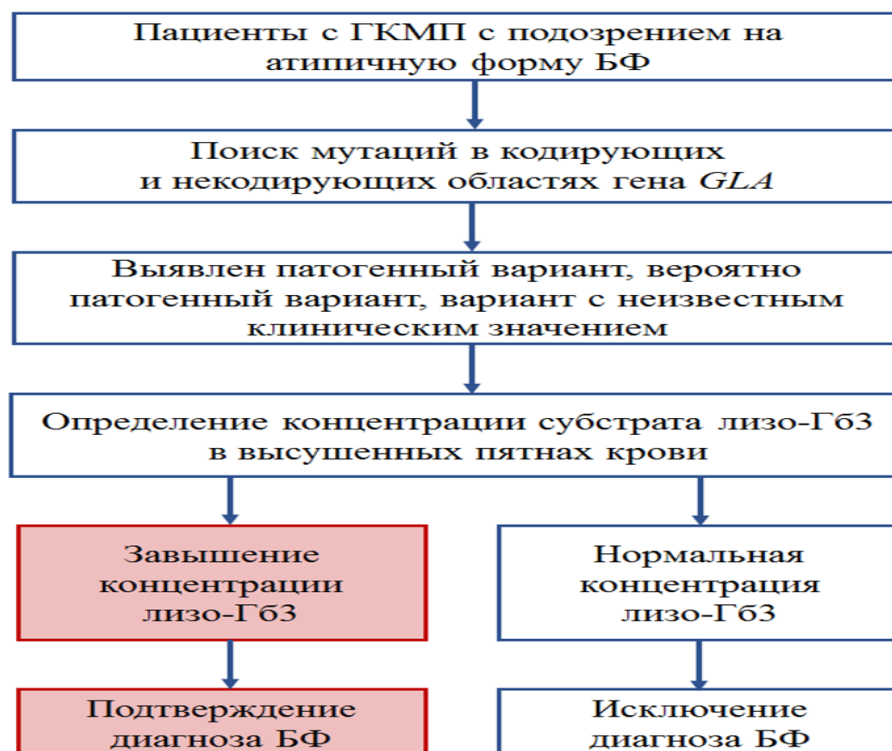 Пациенты с ГКМП с подозрением на
атипичную форму БФ
Поиск мутаций в кодирующих
и некодирующих областях гена GLA
Выявлен патогенный вариант, вероятно
патогенный вариант, вариант с неизвестным
клиническим значением
Определение концентрации субстрата лизо-Гб3
в высушенных пятнах крови
Завышение
концентрации
лизо-Гб3
Нормальная
концентрация
лизо-Гб3
Подтверждение
диагноза БФ
Исключение
диагноза БФ